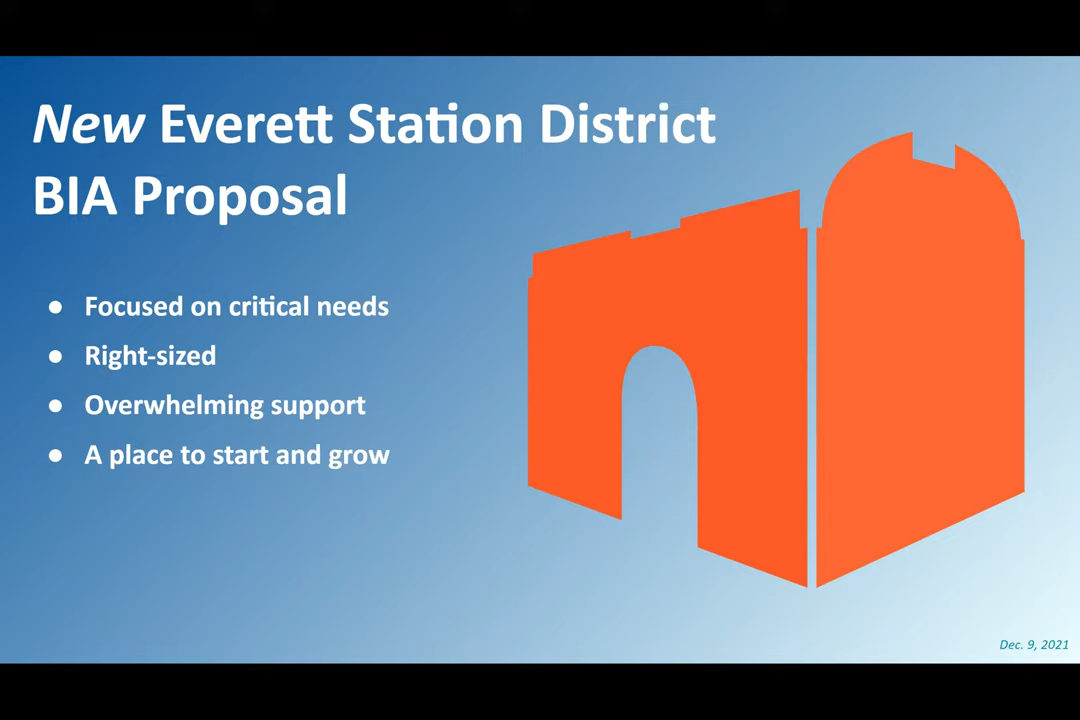 New Everett Station District
BIA Proposal
● Focused on critical needs
● Right-sized
● Overwhelming support
● A place to start and grow
Dec. 9, 2021